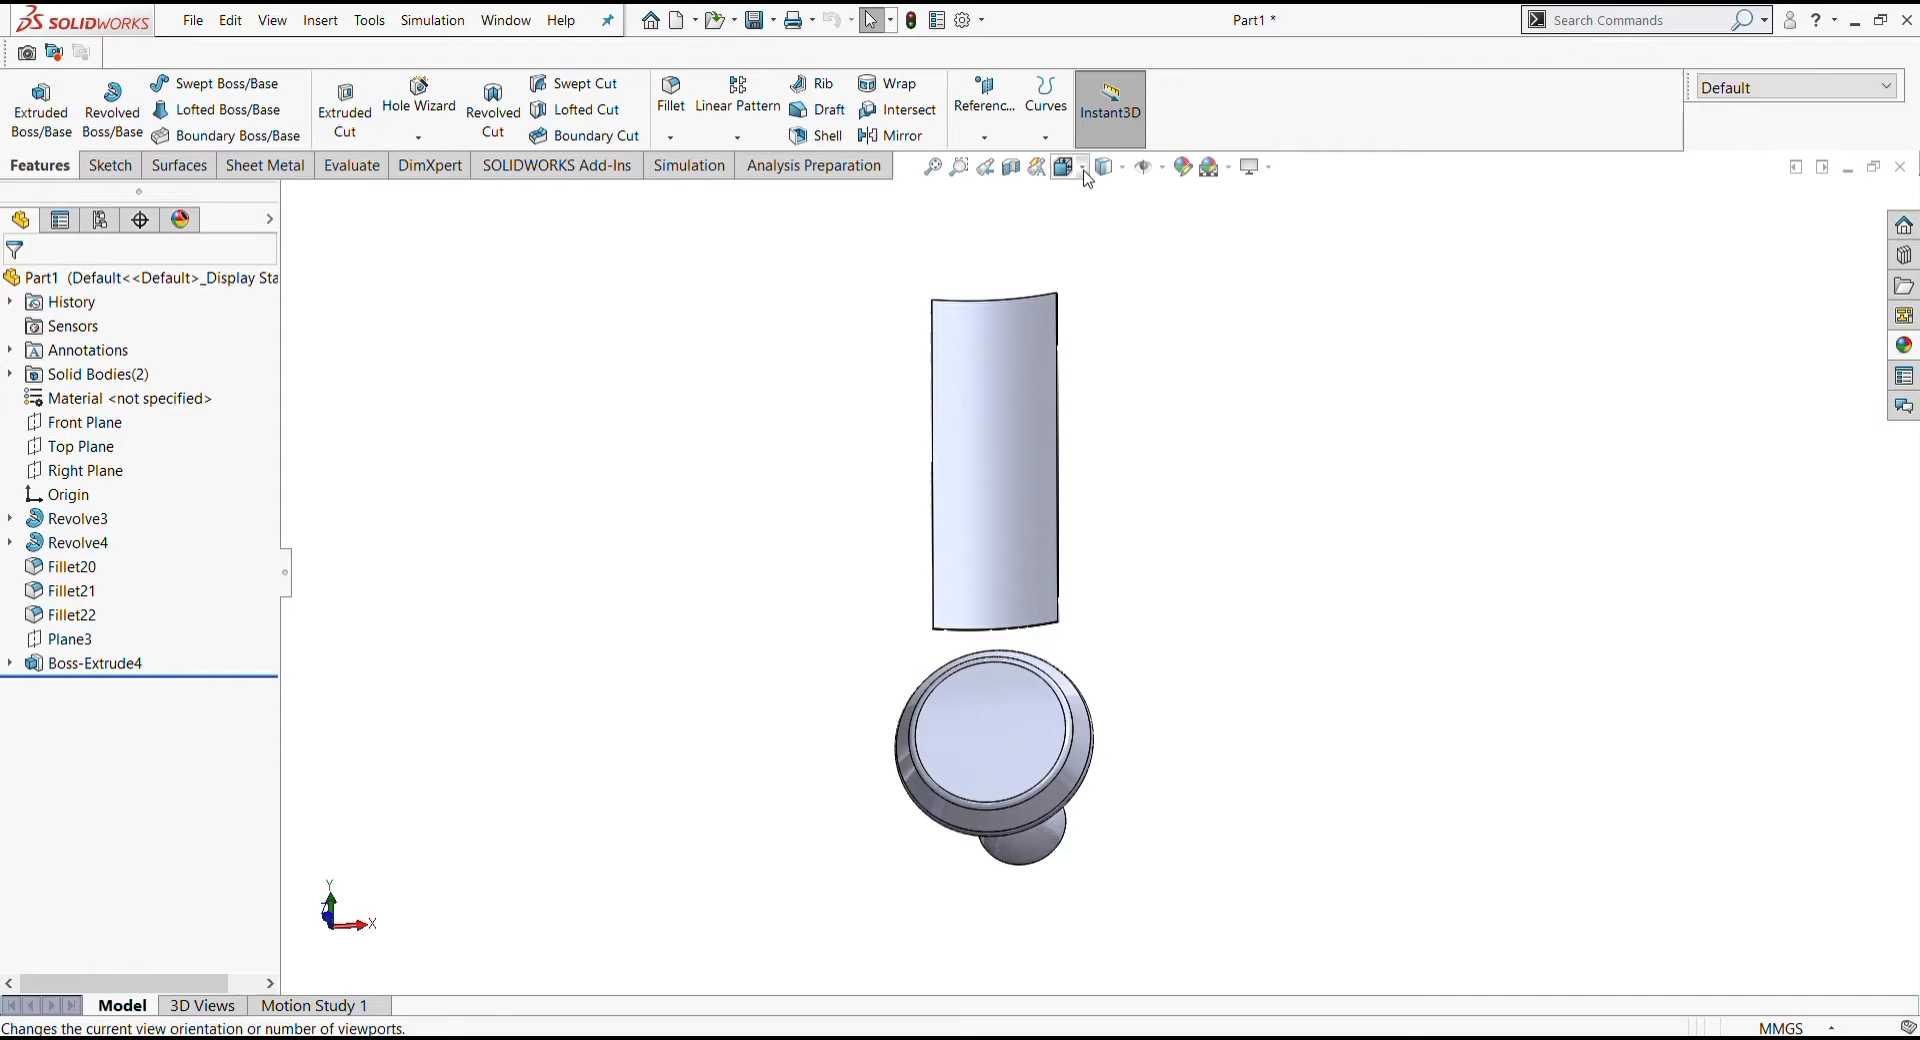 SOLIDWORKS File Edit View Insert Tools Simulation Window Help Part1 * Search Commands ?
Extruded Boss/Base
Revolved Boss/Base
Swept Boss/Base
Lofted Boss/Base
Boundary Boss/Base
Extruded Cut
Hole Wizard
Revolved Cut
Swept Cut
Lofted Cut
Boundary Cut
Fillet
Linear Pattern
Rib
Draft
Shell
Wrap
Intersect
Mirror
Referenc...
Curves
Instant3D
Default
Features Sketch Surfaces Sheet Metal Evaluate DimXpert SOLIDWORKS Add-Ins Simulation Analysis Preparation
Part1 (Default<<Default>_Display Sta
History
Sensors
Annotations
Solid Bodies(2)
Material <not specified>
Front Plane
Top Plane
Right Plane
Origin
Revolve3
Revolve4
Fillet20
Fillet21
Fillet22
Plane3
Boss-Extrude4
Y
X
Model 3D Views Motion Study 1
Changes the current view orientation or number of viewports. MMGS